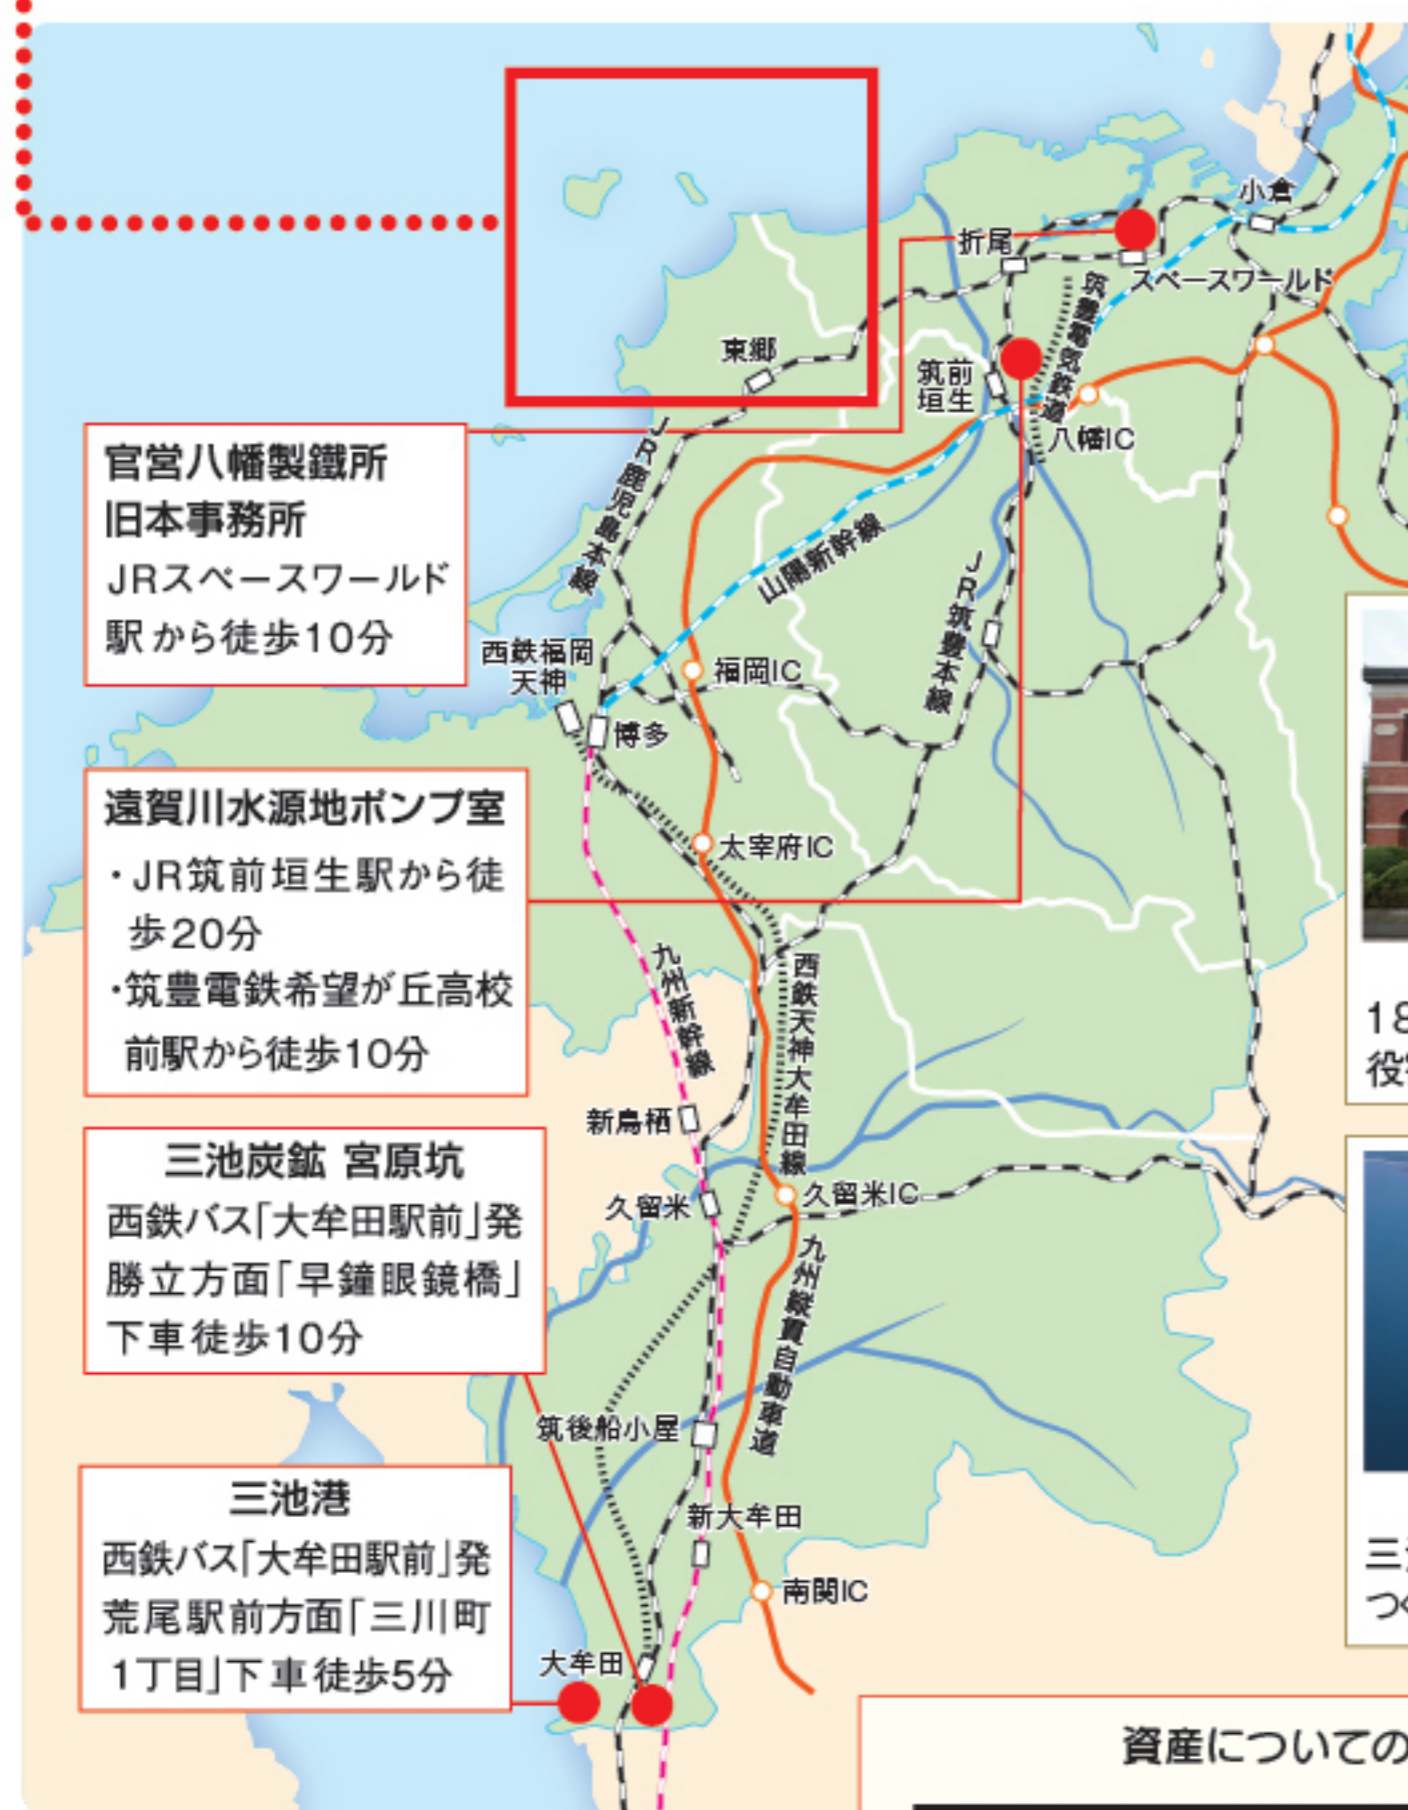 小倉
折尾
スペースワールド
筑豊電気鉄道
東郷
筑前
垣生
八幡IC
JR鹿児島本線
官営八幡製鐵所
旧本事務所
JRスペースワールド
駅から徒歩10分
山陽新幹線
JR筑豊本線
西鉄福岡
天神
福岡IC
博多
遠賀川水源地ポンプ室
・JR筑前垣生駅から徒
歩20分
・筑豊電鉄希望が丘高校
前駅から徒歩10分
太宰府IC
九州新幹線
西鉄天神大牟田線
18
新鳥栖
三池炭鉱 宮原坑
西鉄バス「大牟田駅前」発
勝立方面「早鐘眼鏡橋」
下車徒歩10分
久留米
久留米IC
九州縦貫自動車道
筑後船小屋
三池港
西鉄バス「大牟田駅前」発
荒尾駅前方面「三川町
1丁目」下車徒歩5分
新大牟田
南関IC
大牟田
資産についての